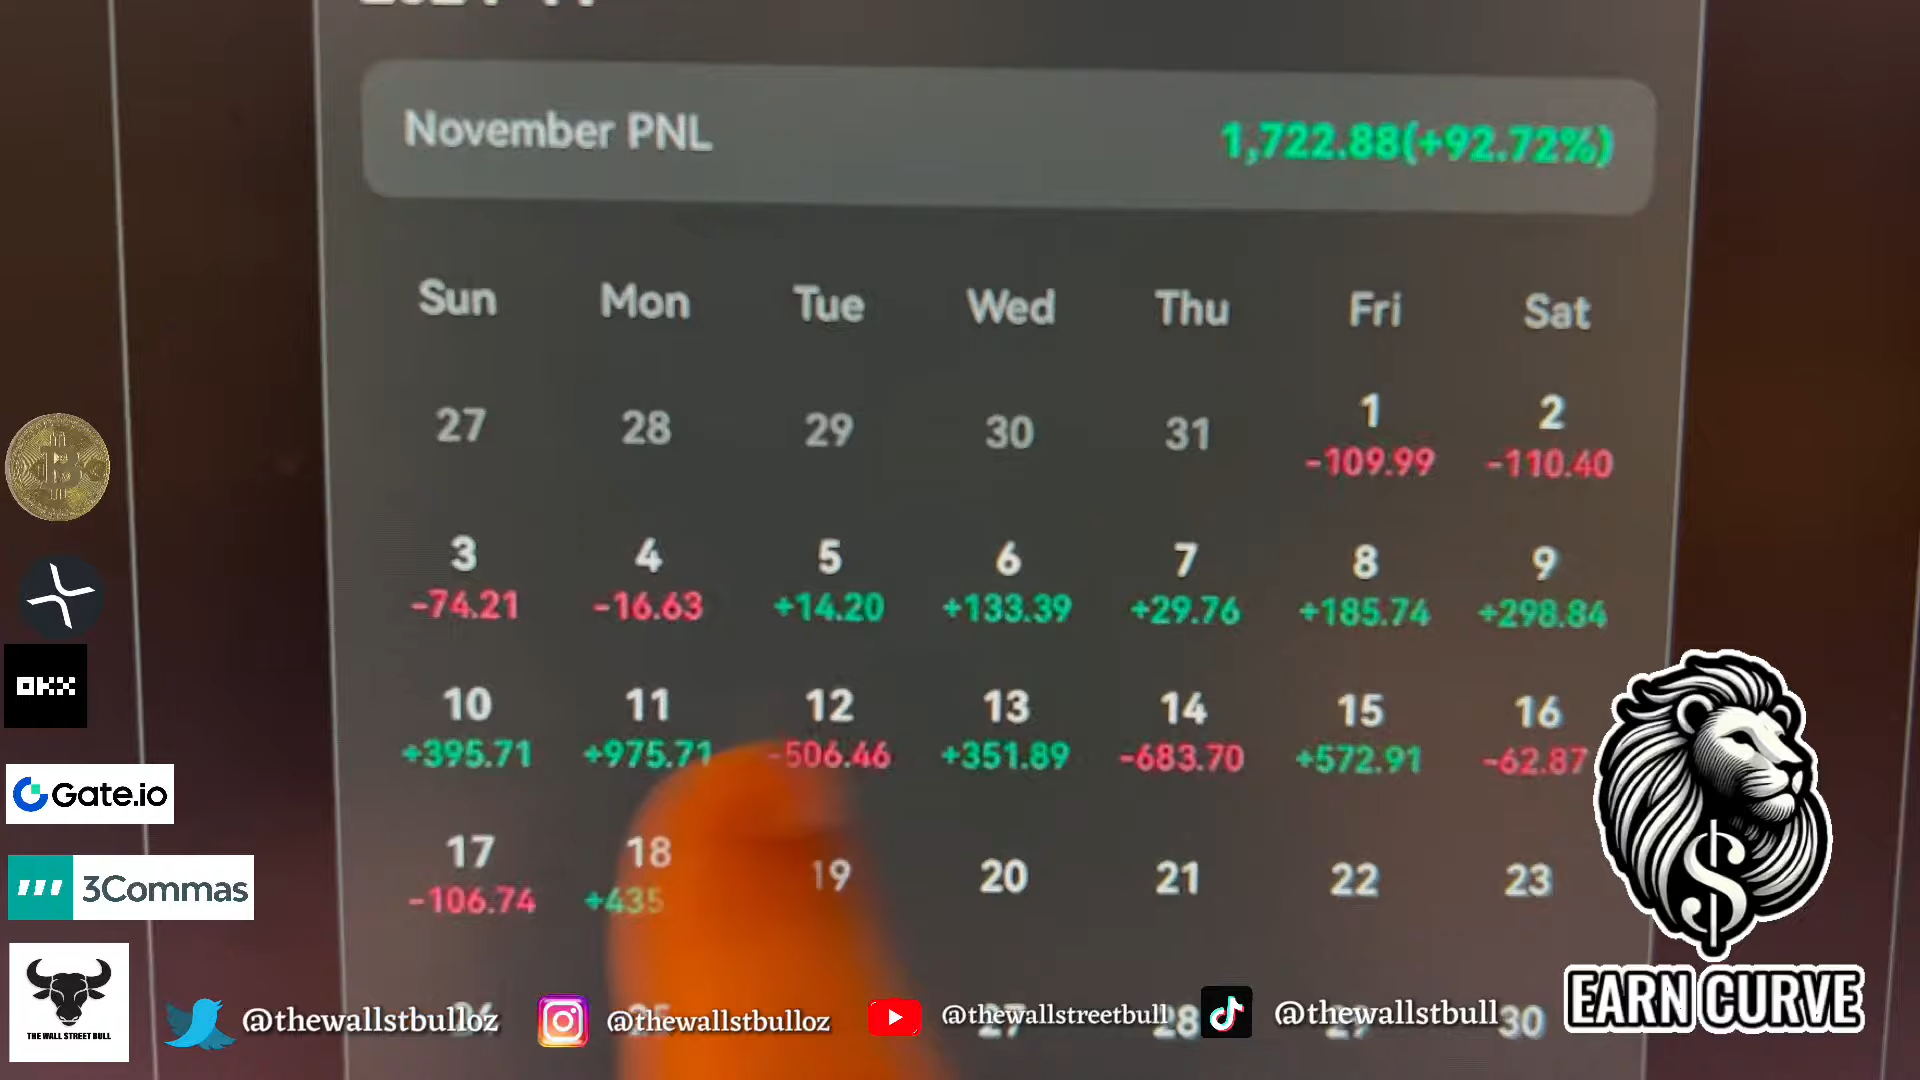 November PNL
1,722.88(+92.72%)
Sun Mon Tue Wed Thu Fri Sat
27 28 29 30 31 1 2
-109.99 -110.40
3 4 5 6 7 8 9
-74.21 -16.63 +14.20 +133.39 +29.76 +185.74 +298.84
10 11 12 13 14 15 16
+395.71 +975.71 -506.46 +351.89 -683.70 +572.91 -62.87
17 18 19 20 21 22 23
-106.74 +435
27 28 29 30
OKX
Gate.io
3Commas
THE WALL STREET BULL
@thewallstbulloz
@thewallstbulloz
@thewallstreetbull
@thewallstbull
EARN CURVE